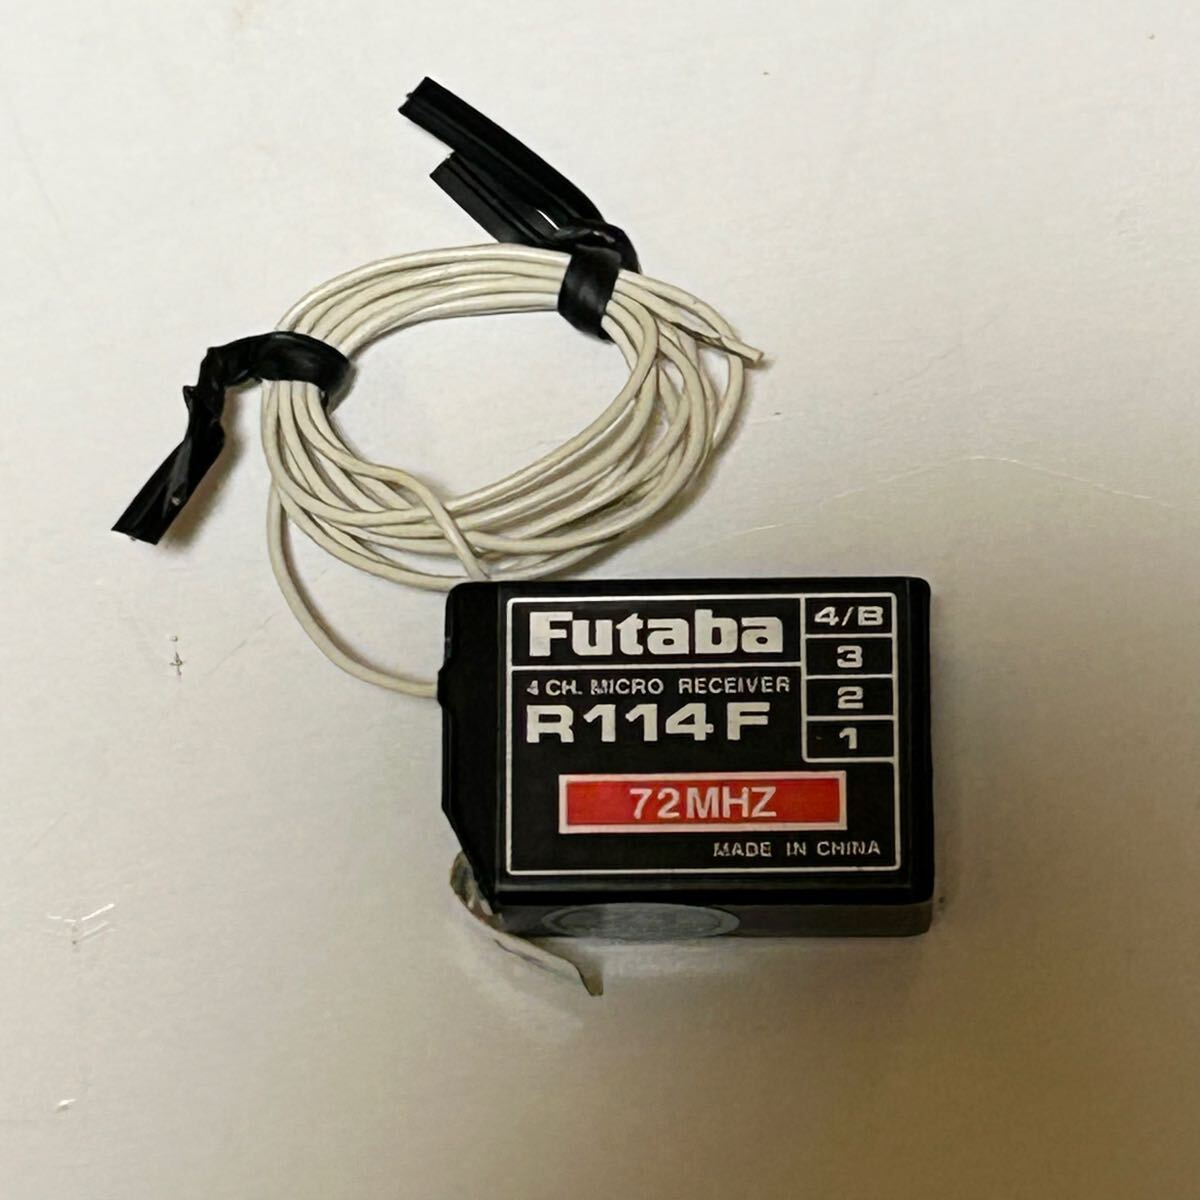 Futaba
4 CH. MICRO RECEIVER
R114F
4/B
3
2
1
72MHZ
MADE IN CHINA